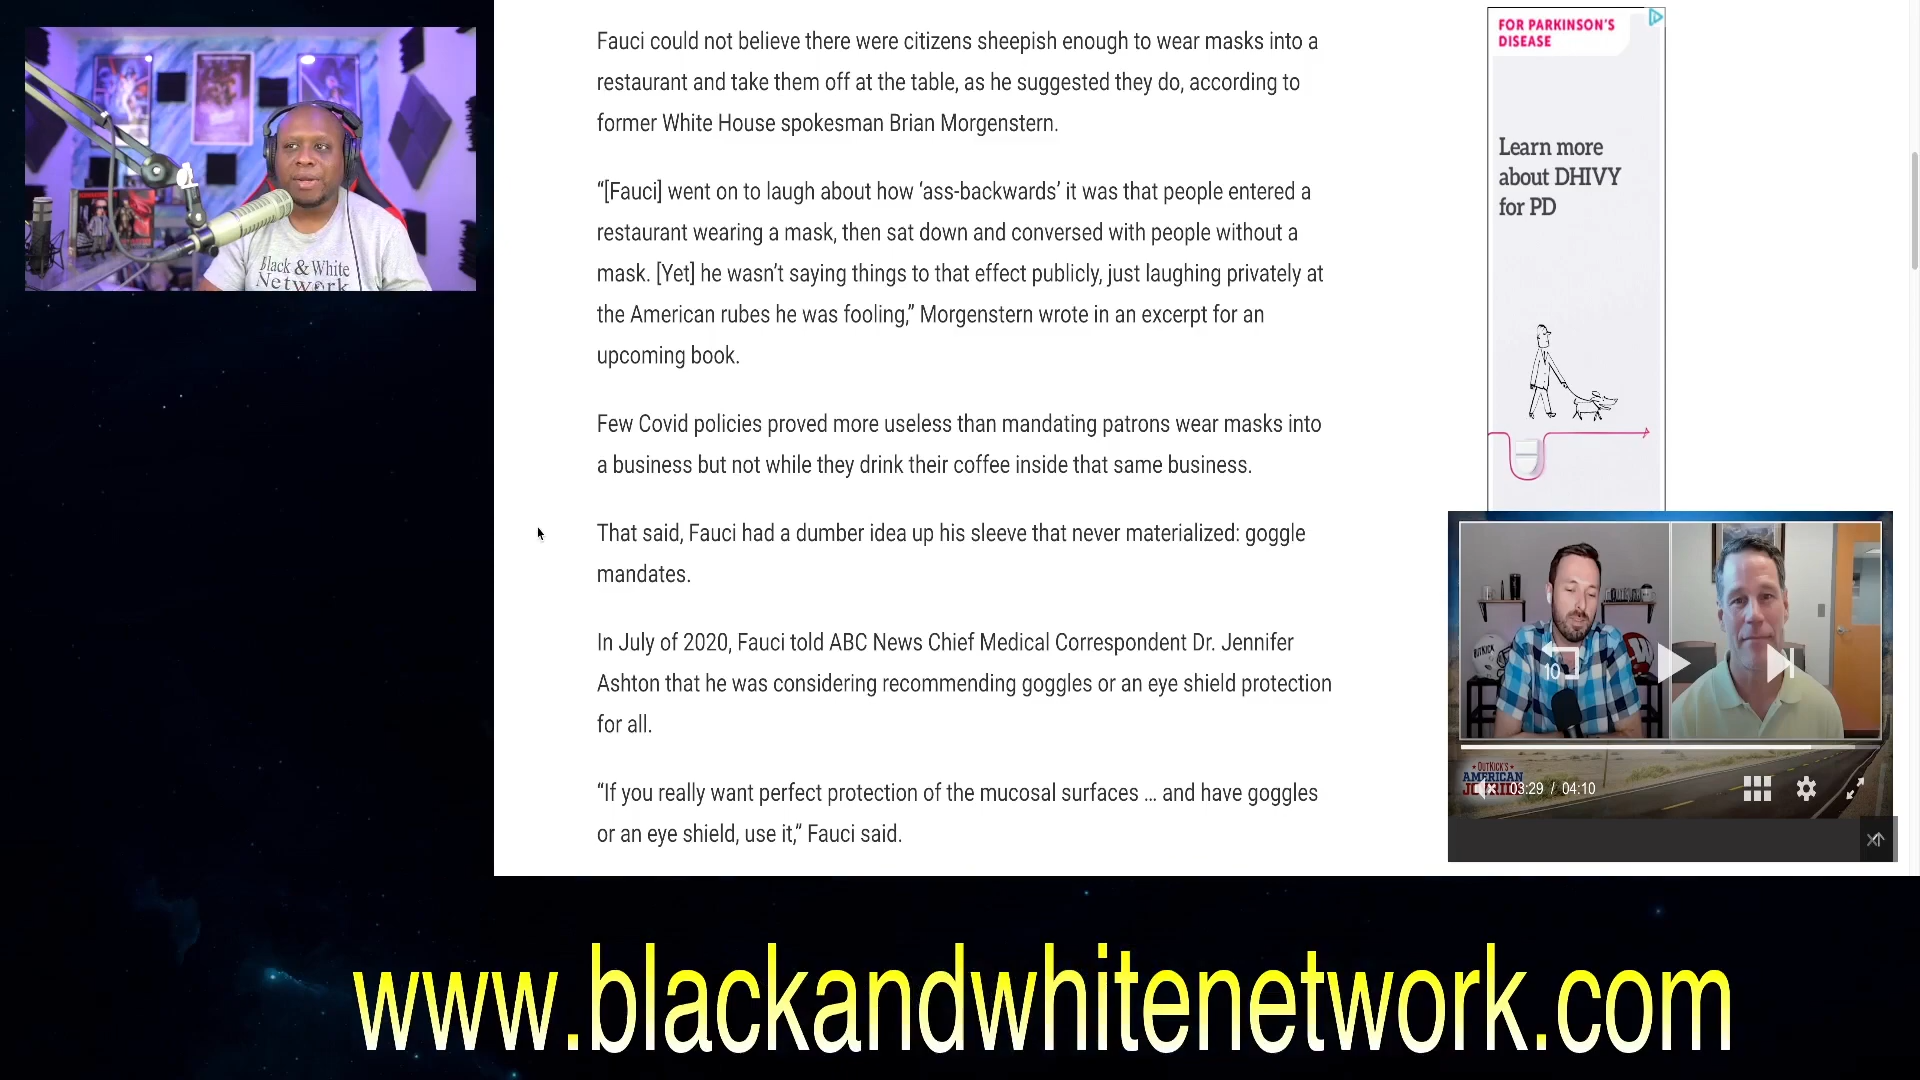 Black & White
Network
Fauci could not believe there were citizens sheepish enough to wear masks into a
restaurant and take them off at the table, as he suggested they do, according to
former White House spokesman Brian Morgenstern.
“[Fauci] went on to laugh about how ‘ass-backwards’ it was that people entered a
restaurant wearing a mask, then sat down and conversed with people without a
mask. [Yet] he wasn’t saying things to that effect publicly, just laughing privately at
the American rubes he was fooling,” Morgenstern wrote in an excerpt for an
upcoming book.
Few Covid policies proved more useless than mandating patrons wear masks into
a business but not while they drink their coffee inside that same business.
That said, Fauci had a dumber idea up his sleeve that never materialized: goggle
mandates.
In July of 2020, Fauci told ABC News Chief Medical Correspondent Dr. Jennifer
Ashton that he was considering recommending goggles or an eye shield protection
for all.
“If you really want perfect protection of the mucosal surfaces … and have goggles
or an eye shield, use it,” Fauci said.
FOR PARKINSON’S
DISEASE
Learn more
about DHIVY
for PD
OUTKICK
10
OUTKICK'S
AMERICAN
03:29 / 04:10
www.blackandwhitenetwork.com